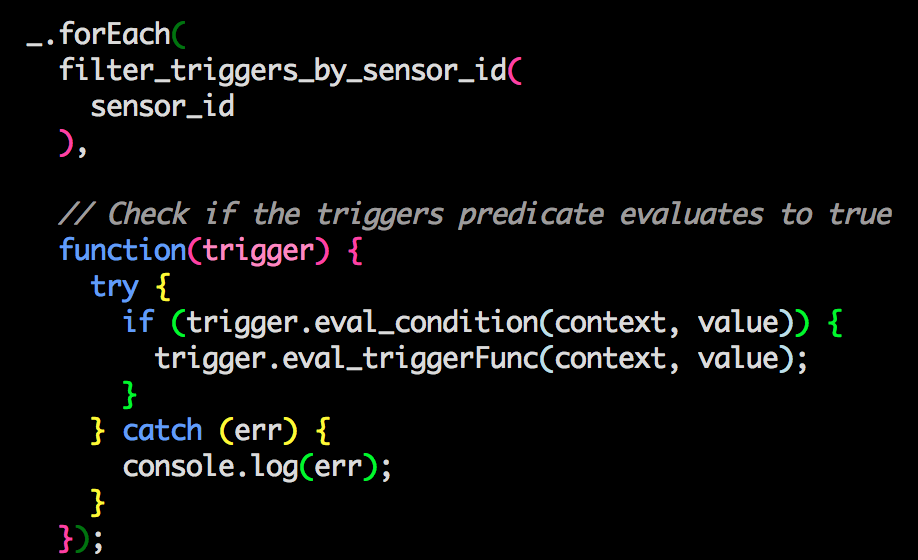 _.forEach(
  filter_triggers_by_sensor_id(
    sensor_id
  ),

  // Check if the triggers predicate evaluates to true
  function(trigger) {
    try {
      if (trigger.eval_condition(context, value)) {
        trigger.eval_triggerFunc(context, value);
      }
    } catch (err) {
      console.log(err);
    }
  });